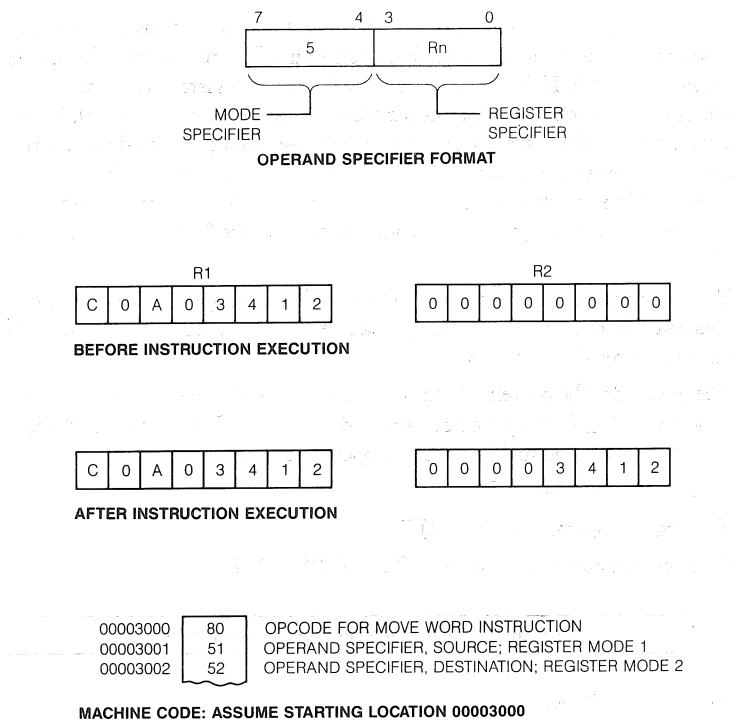 7 4 3 0
5 Rn
MODE SPECIFIER
REGISTER SPECIFIER
OPERAND SPECIFIER FORMAT
R1 R2
C 0 A 0 3 4 1 2 0 0 0 0 0 0 0 0
BEFORE INSTRUCTION EXECUTION
C 0 A 0 3 4 1 2 0 0 0 0 3 4 1 2
AFTER INSTRUCTION EXECUTION
00003000 80 OPCODE FOR MOVE WORD INSTRUCTION
00003001 51 OPERAND SPECIFIER, SOURCE; REGISTER MODE 1
00003002 52 OPERAND SPECIFIER, DESTINATION; REGISTER MODE 2
MACHINE CODE: ASSUME STARTING LOCATION 00003000